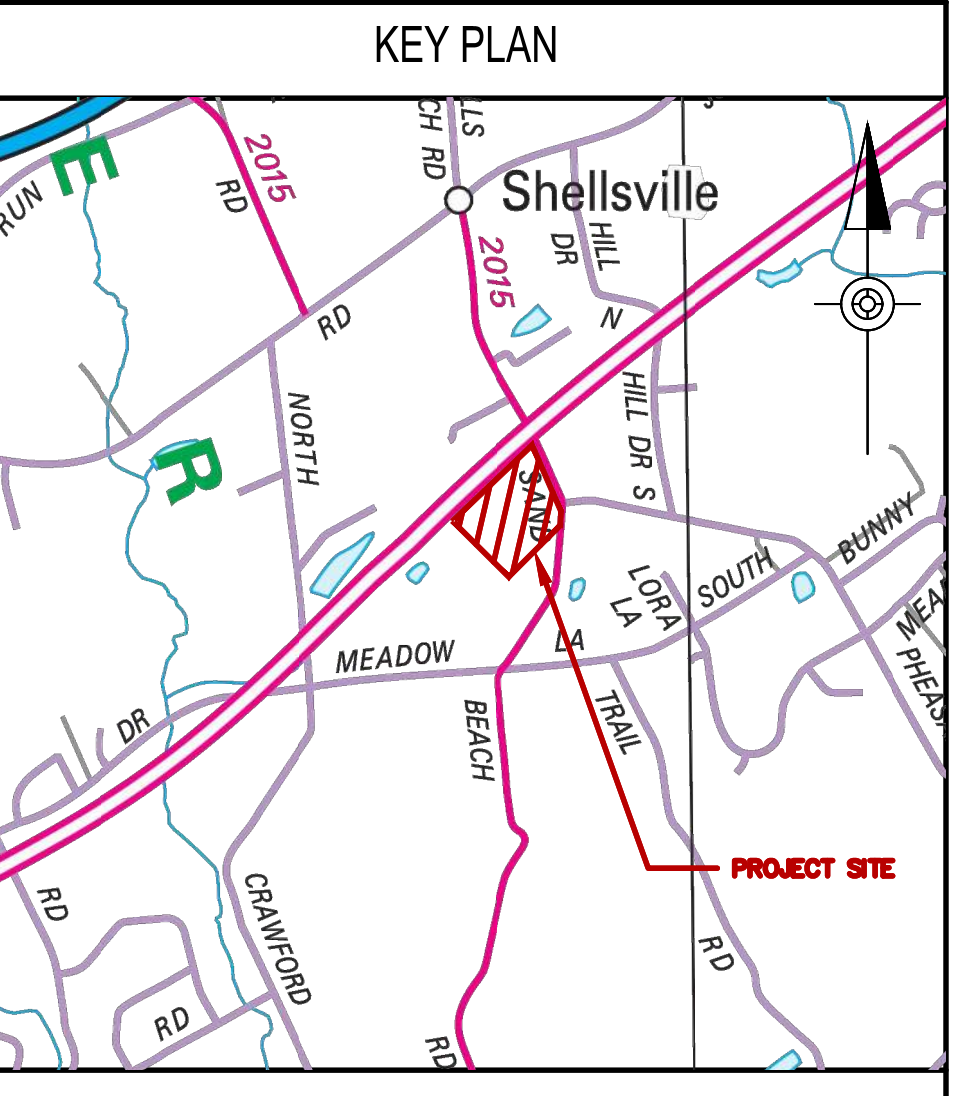 KEY PLAN
E
RUN
2015
RD
LLS
CH RD
Shellsville
2015
HILL
DR
N
RD
NORTH
R
HILL DR S
SAND
BUNNY
SOUTH
LORA
LA
MEA
PHEAS
MEADOW
LA
DR
BEACH
TRAIL
PROJECT SITE
RD
CRAWFORD
RD
RD
RD